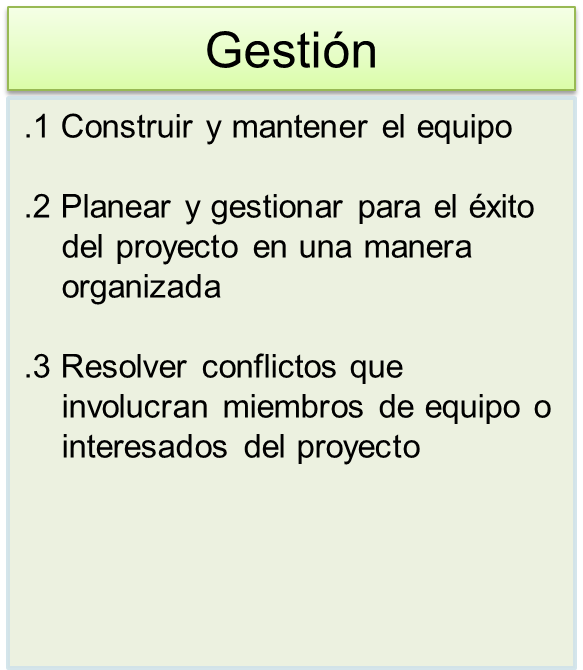 Gestión
.1 Construir y mantener el equipo
.2 Planear y gestionar para el éxito
del proyecto en una manera
organizada
.3 Resolver conflictos que
involucran miembros de equipo o
interesados del proyecto